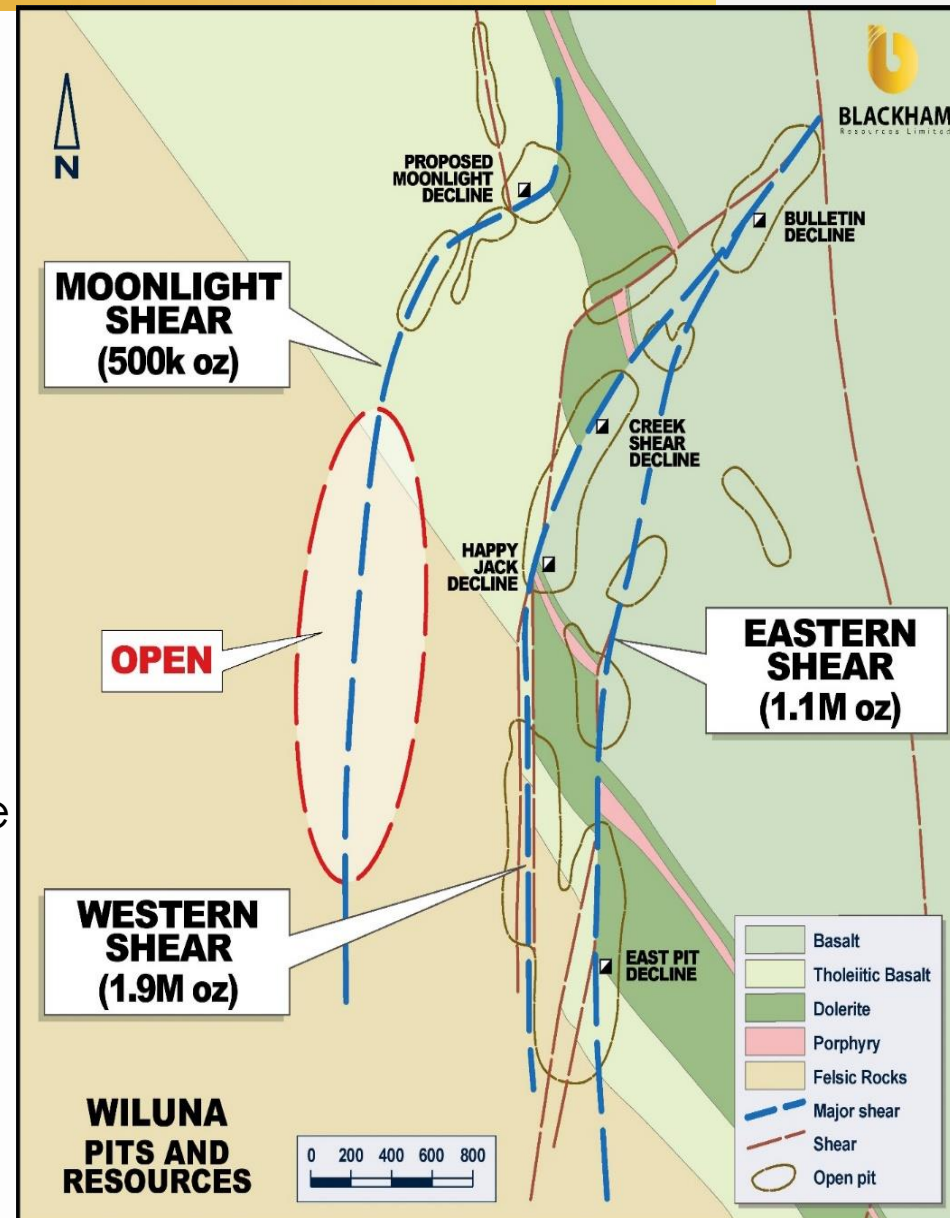 b
BLACKHAM
Resources Limited
N
PROPOSED
MOONLIGHT
DECLINE
BULLETIN
DECLINE
MOONLIGHT
SHEAR
(500k oz)
CREEK
SHEAR
DECLINE
HAPPY
JACK
DECLINE
OPEN
EASTERN
SHEAR
(1.1M oz)
e
WESTERN
SHEAR
(1.9M oz)
EAST PIT
DECLINE
WILUNA
PITS AND
RESOURCES
0 200 400 600 800
Basalt
Tholeiitic Basalt
Dolerite
Porphyry
Felsic Rocks
Major shear
Shear
Open pit